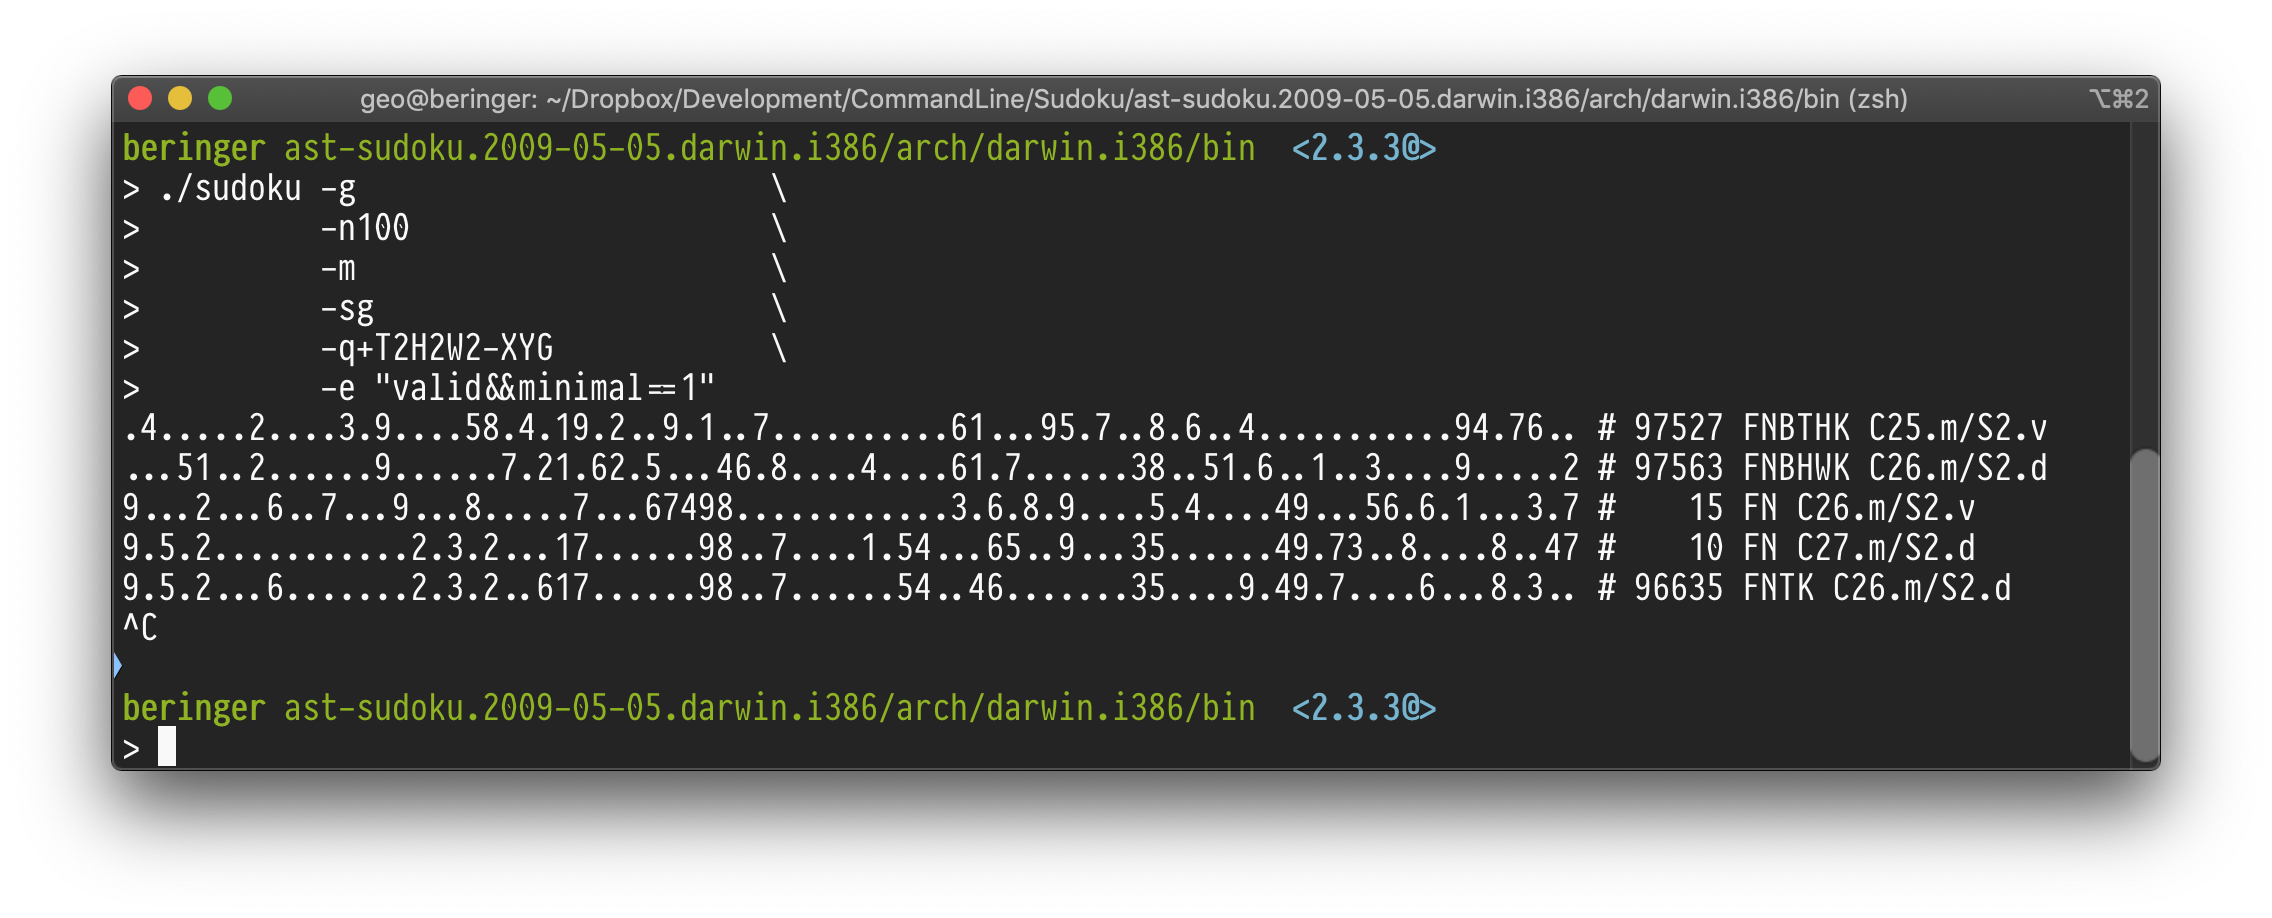 geo@beringer: ~/Dropbox/Development/CommandLine/Sudoku/ast-sudoku.2009-05-05.darwin.i386/arch/darwin.i386/bin (zsh) ⌥⌘2
beringer ast-sudoku.2009-05-05.darwin.i386/arch/darwin.i386/bin <2.3.3@>
> ./sudoku -g \
> -n100 \
> -m \
> -sg \
> -q+T2H2W2-XYG \
> -e "valid&&minimal==1"
.4.....2....3.9....58.4.19.2..9.1..7..........61...95.7..8.6..4...........94.76.. # 97527 FNBTHK C25.m/S2.v
...51..2......9......7.21.62.5...46.8....4....61.7......38..51.6..1..3....9.....2 # 97563 FNBHWK C26.m/S2.d
9...2...6..7...9...8.....7...67498............3.6.8.9....5.4....49...56.6.1...3.7 # 15 FN C26.m/S2.v
9.5.2...........2.3.2...17......98..7....1.54...65..9...35......49.73..8....8..47 # 10 FN C27.m/S2.d
9.5.2...6.......2.3.2..617......98..7......54..46.......35....9.49.7....6...8.3.. # 96635 FNTK C26.m/S2.d
^C
beringer ast-sudoku.2009-05-05.darwin.i386/arch/darwin.i386/bin <2.3.3@>
>